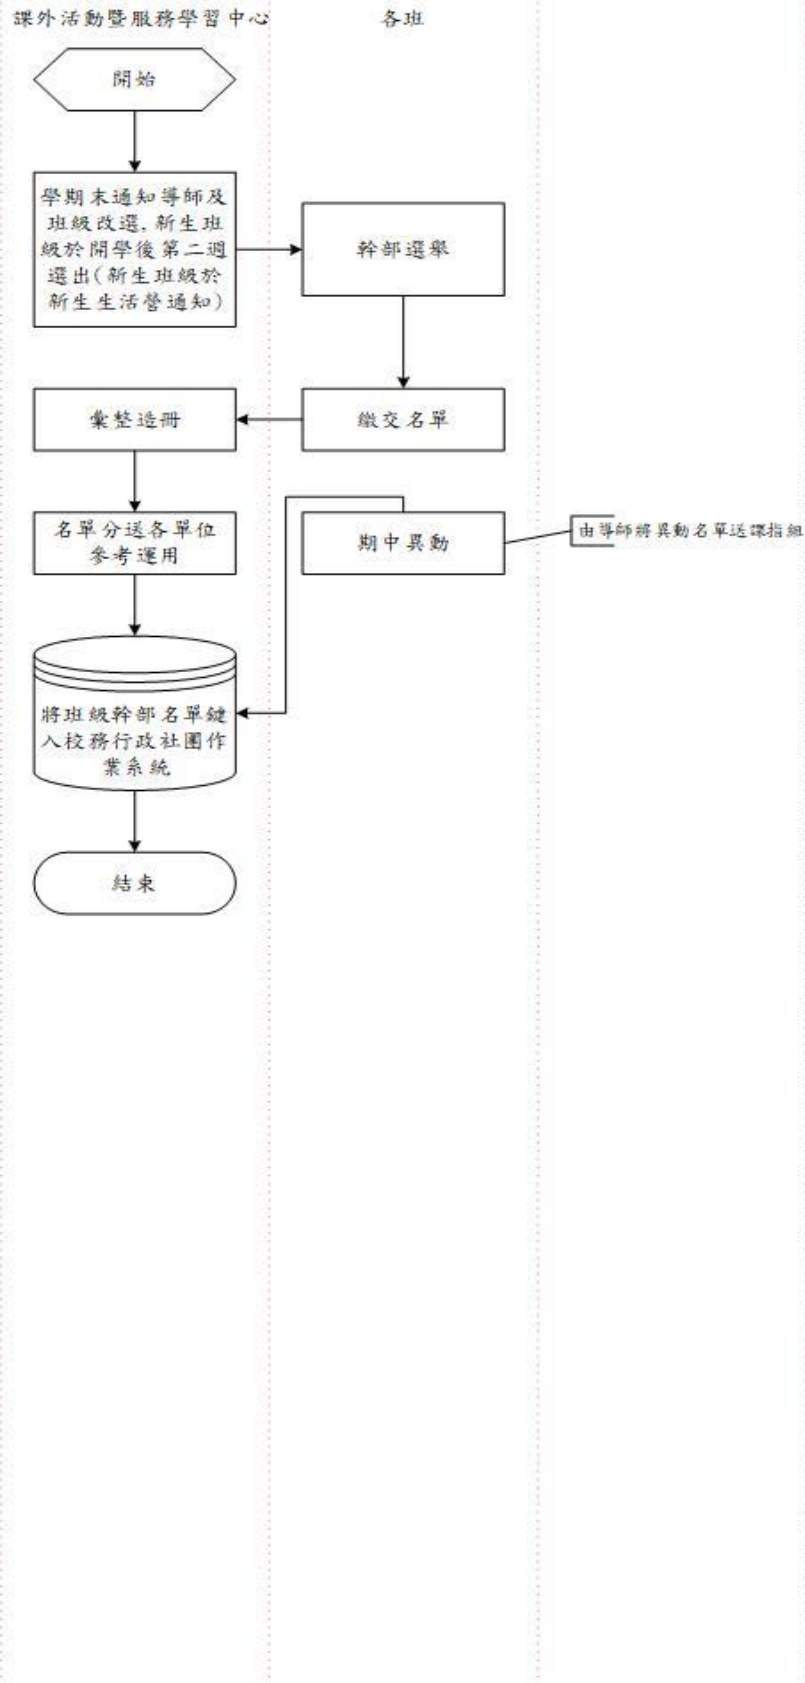 課外活動暨服務學習中心
各班
開始
學期末通知導師及
班級改選,新生班
級於開學後第二週
選出(新生班級於
新生生活營通知)
幹部選舉
彙整造冊
繳交名單
名單分送各單位
參考運用
期中異動
由導師將異動名單送課指組
將班級幹部名單鍵
入校務行政社團作
業系統
結束